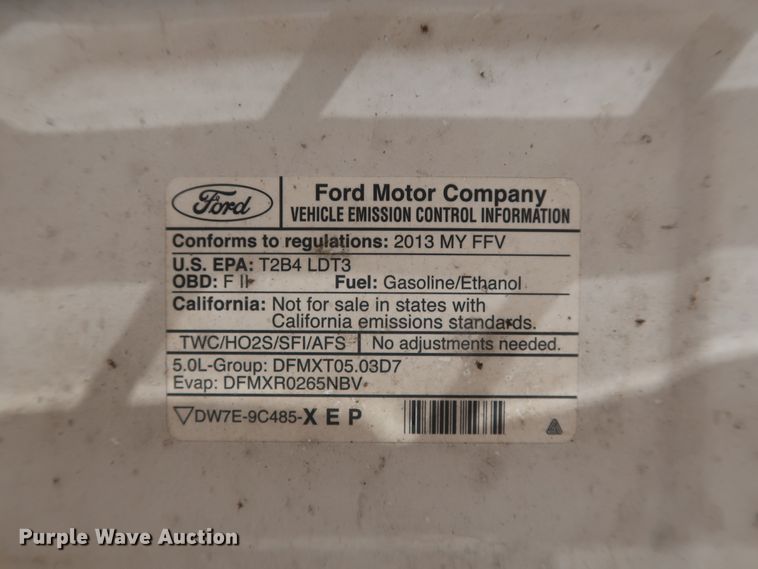 Ford
Ford Motor Company
VEHICLE EMISSION CONTROL INFORMATION
Conforms to regulations: 2013 MY FFV
U.S. EPA: T2B4 LDT3
OBD: F II Fuel: Gasoline/Ethanol
California: Not for sale in states with
California emissions standards.
TWC/HO2S/SFI/AFS No adjustments needed.
5.0L-Group: DFMXT05.03D7
Evap: DFMXR0265NBV
DW7E-9C485-XEP
Purple Wave Auction